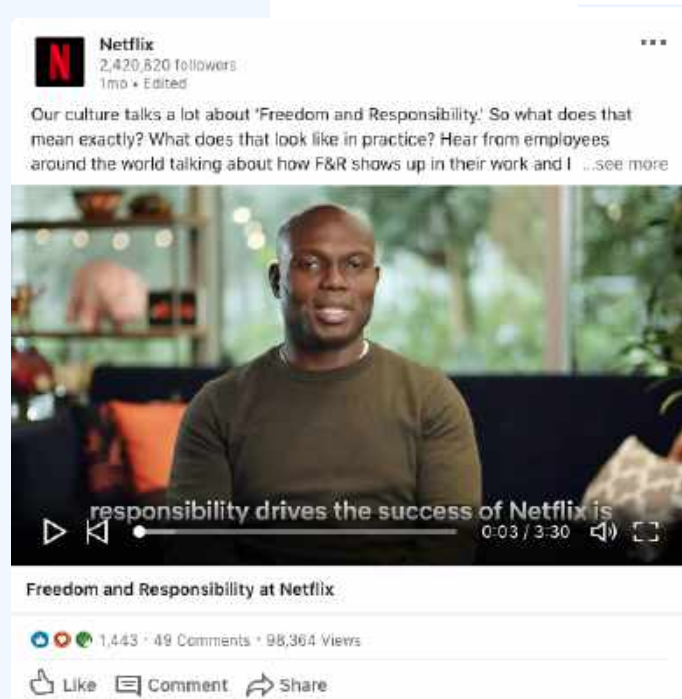 N
Netflix
2,420,820 followers
1mo • Edited
Our culture talks a lot about 'Freedom and Responsibility.' So what does that
mean exactly? What does that look like in practice? Hear from employees
around the world talking about how F&R shows up in their work and l ...see more
N
responsibility drives the success of Netflix is
0:03 / 3:30
Freedom and Responsibility at Netflix
1,443 · 49 Comments · 98,364 Views
Like Comment Share